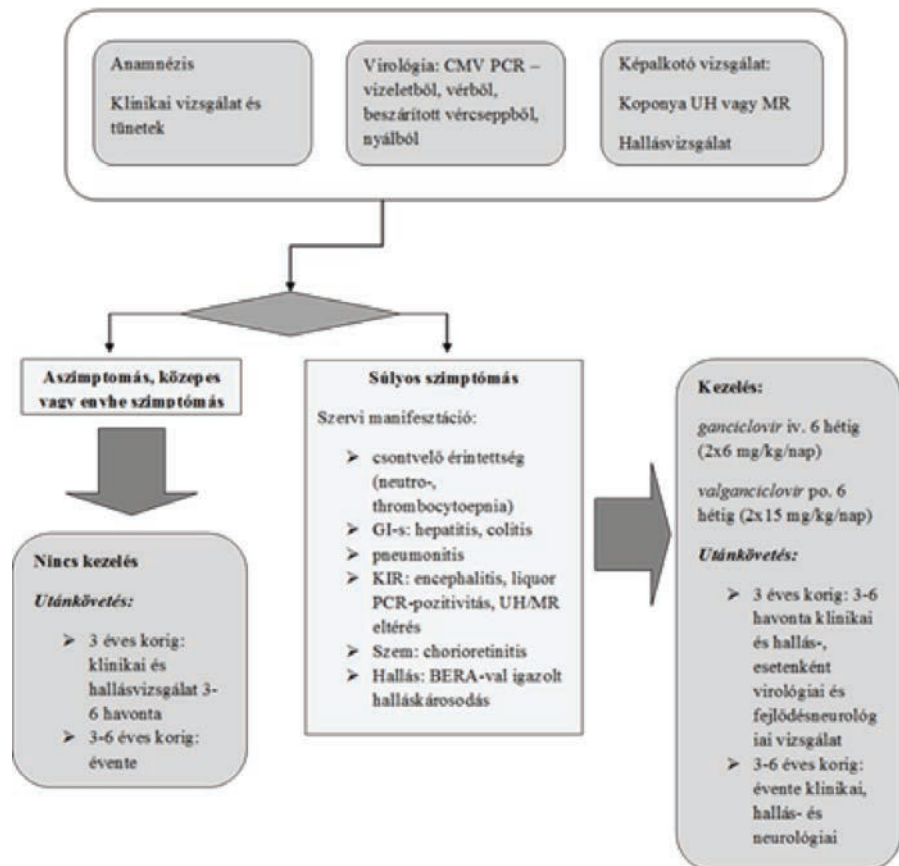 Anamnézis
Klinikai vizsgálat és
tünetek
Virológia: CMV PCR –
vizeletből, vérből,
beszárított vércseppből,
nyálból
Képalkotó vizsgálat:
Koponya UH vagy MR
Hallásvizsgálat
Aszimptomás, közepes
vagy enyhe szimptómás
Nincs kezelés
Utánkövetés:
➤ 3 éves korig:
klinikai és
hallásvizsgálat 3-
6 havonta
➤ 3-6 éves korig:
évente
Súlyos szimptómás
Szervi manifesztáció:
➤ csontvelő érintettség
(neutro-,
thrombocytoepnia)
➤ GI-s: hepatitis, colitis
➤ pneumonitis
➤ KIR: encephalitis, liquor
PCR-pozitivitás, UH/MR
eltérés
➤ Szem: chorioretinitis
➤ Hallás: BERA-val igazolt
halláskárosodás
Kezelés:
ganciclovir iv. 6 hétig
(2x6 mg/kg/nap)
valganciclovir po. 6
hétig (2x15 mg/kg/nap)
Utánkövetés:
➤ 3 éves korig: 3-6
havonta klinikai
és hallás-,
esetenként
virológiai és
fejlődésneurológ
iai vizsgálat
➤ 3-6 éves korig:
évente klinikai,
hallás- és
neurológiai